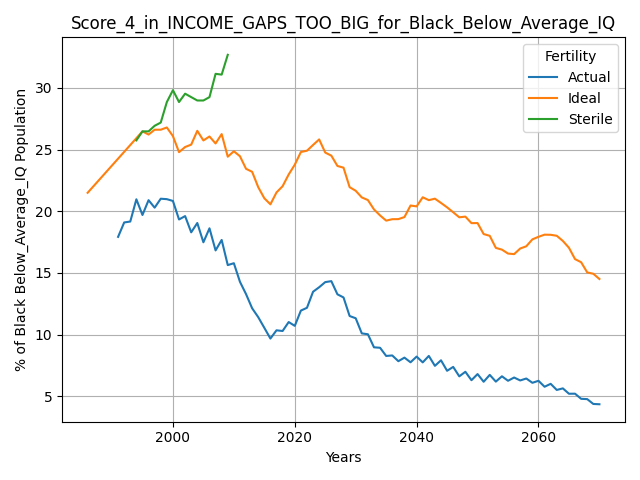 Score_4_in_INCOME_GAPS_TOO_BIG_for_Black_Below_Average_IQ
Fertility
Actual
Ideal
Sterile
% of Black Below_Average_IQ Population
30
25
20
15
10
5
2000
2020
2040
2060
Years